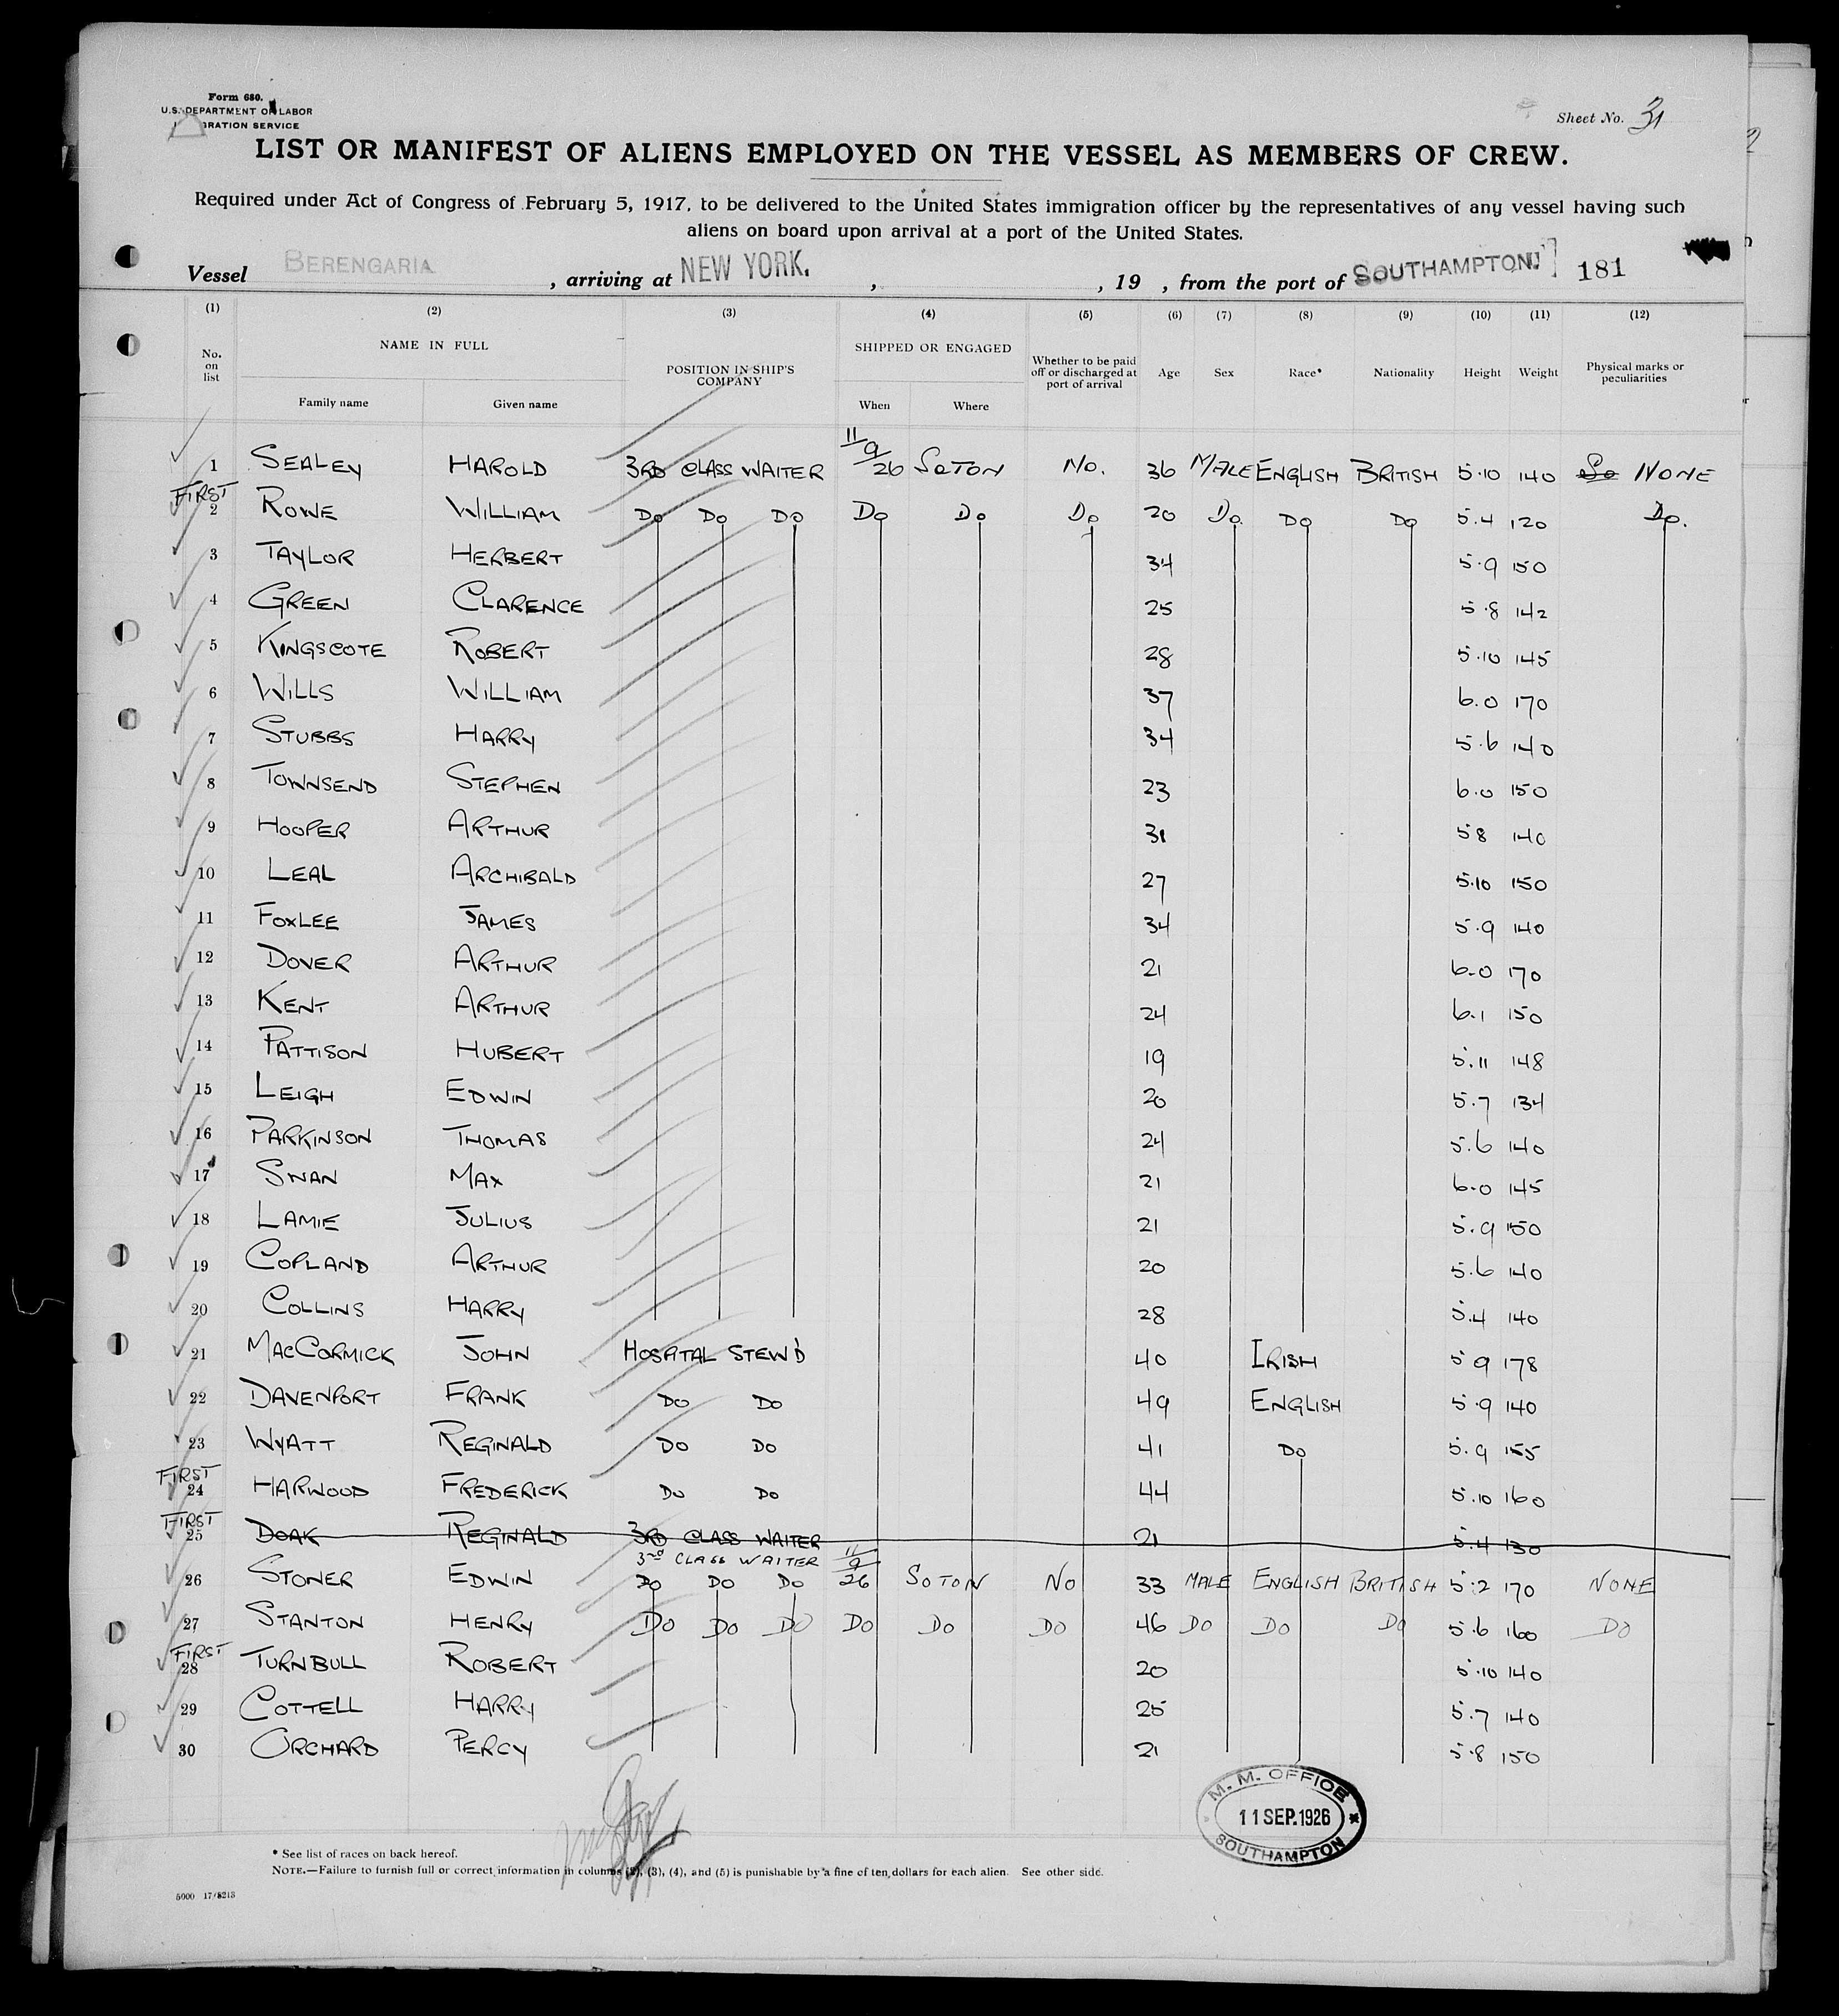 Form 680.
U.S. DEPARTMENT OF LABOR
IMMIGRATION SERVICE
Sheet No. 31
LIST OR MANIFEST OF ALIENS EMPLOYED ON THE VESSEL AS MEMBERS OF CREW.
Required under Act of Congress of February 5, 1917, to be delivered to the United States immigration officer by the representatives of any vessel having such
aliens on board upon arrival at a port of the United States.
Vessel BERENGARIA, arriving at NEW YORK. , , 19 , from the port of SOUTHAMPTON 181
(1) (2) (3) (4) (5) (6) (7) (8) (9) (10) (11) (12)
No. on list NAME IN FULL Family name Given name POSITION IN SHIP'S COMPANY SHIPPED OR ENGAGED When Where Whether to be paid off or discharged at port of arrival Age Sex Race* Nationality Height Weight Physical marks or peculiarities
1 SEALEY HAROLD 3RD CLASS WAITER 11/9/26 SOTON NO. 36 MALE ENGLISH BRITISH 5.10 140 NONE
FIRST
2 ROWE WILLIAM DO DO DO DO DO DO 20 DO. DO DO 5.4 120 DO.
3 TAYLOR HERBERT 34 5.9 150
4 GREEN CLARENCE 25 5.8 142
5 KINGSCOTE ROBERT 28 5.10 145
6 WILLS WILLIAM 37 6.0 170
7 STUBBS HARRY 34 5.6 140
8 TOWNSEND STEPHEN 23 6.0 150
9 HOOPER ARTHUR 31 5 8 140
10 LEAL ARCHIBALD 27 5.10 150
11 FOXLEE JAMES 34 5.9 140
12 DOVER ARTHUR 21 6.0 170
13 KENT ARTHUR 24 6.1 150
14 PATTISON HUBERT 19 5.11 148
15 LEIGH EDWIN 20 5.7 134
16 PARKINSON THOMAS 24 5.6 140
17 SWAN MAX 21 6.0 145
18 LAMIE JULIUS 21 5.9 150
19 COPLAND ARTHUR 20 5.6 140
20 COLLINS HARRY 28 5.4 140
21 MACCORMICK JOHN HOSPITAL STEW'D 40 IRISH 5 9 178
22 DAVENPORT FRANK DO DO 49 ENGLISH 5.9 140
23 WYATT REGINALD DO DO 41 DO 5.9 155
FIRST
24 HARWOOD FREDERICK DO DO 44 5.10 160
FIRST
25 DOAK REGINALD 3RD CLASS WAITER 21 5.4 130
3rd CLASS WAITER
26 STONER EDWIN DO DO DO 11/9/26 SOTON NO 33 MALE ENGLISH BRITISH 5.2 170 NONE
27 STANTON HENRY DO DO DO DO DO DO 46 DO DO DO 5.6 160 DO
FIRST
28 TURNBULL ROBERT 20 5.10 140
29 COTTELL HARRY 25 5.7 140
30 ORCHARD PERCY 21 5.8 150
M. M. OFFICE
11 SEP. 1926
SOUTHAMPTON
* See list of races on back hereof.
NOTE.—Failure to furnish full or correct information in columns (2), (3), (4), and (5) is punishable by a fine of ten dollars for each alien. See other side.
5000 17/8213